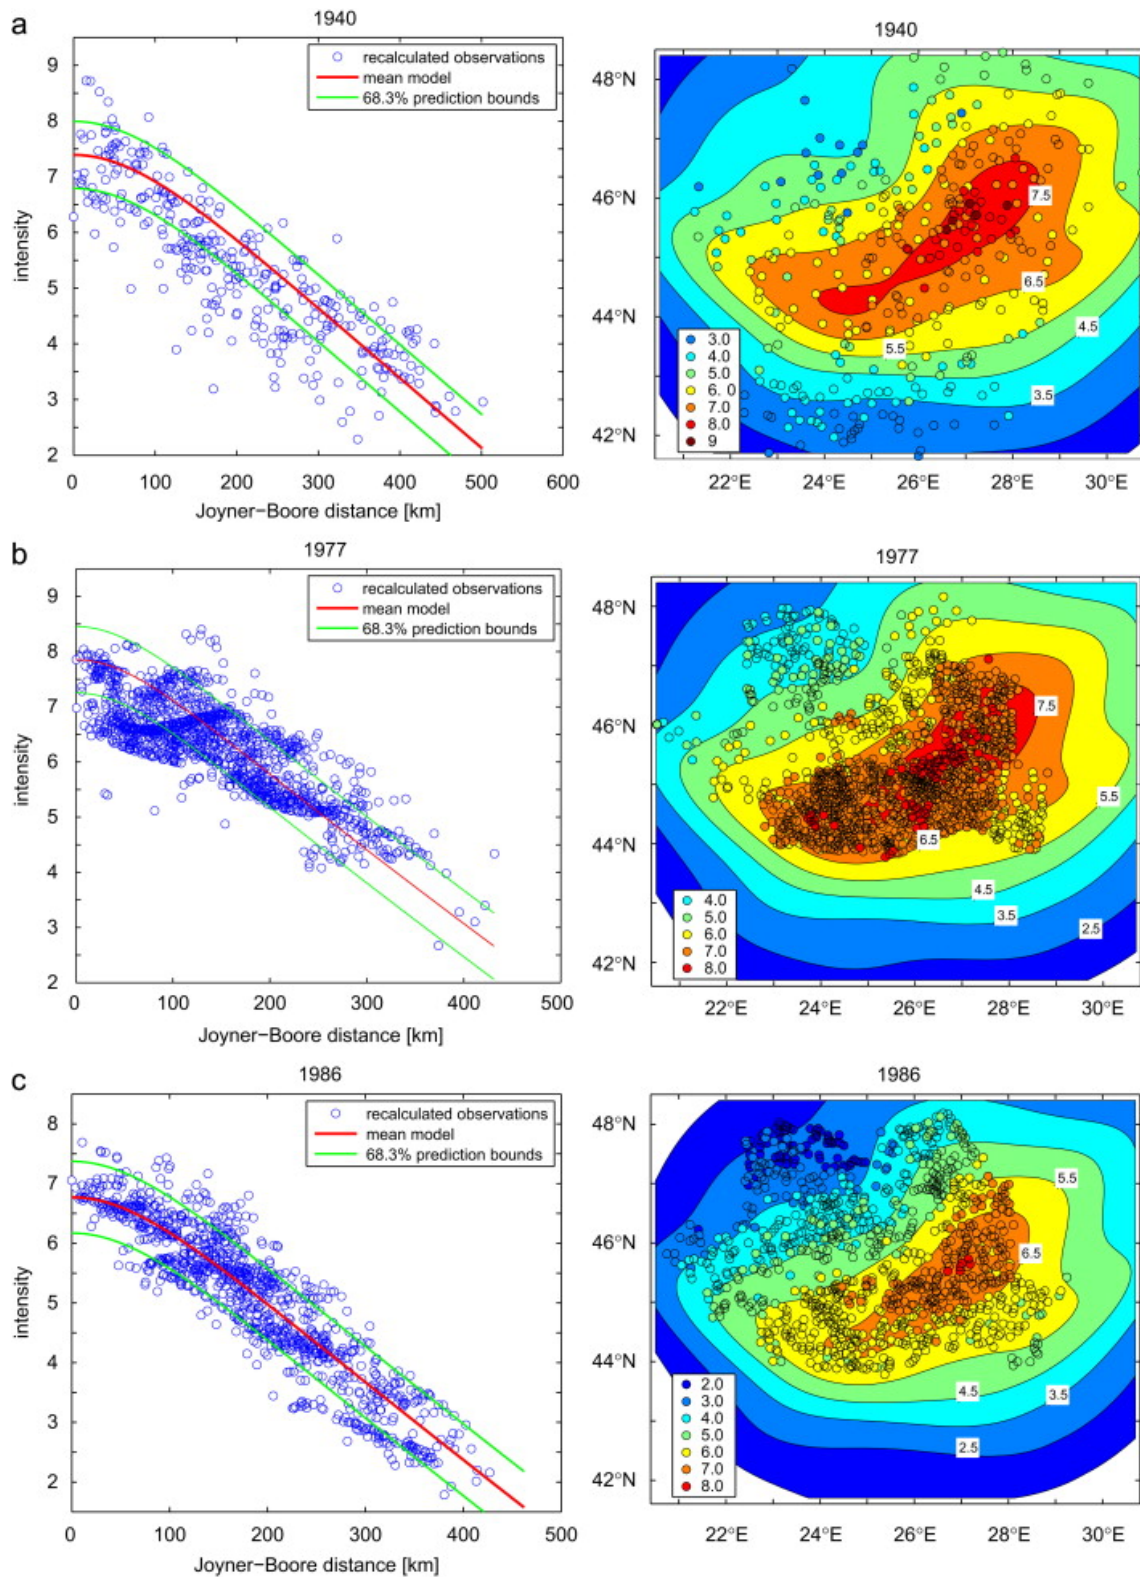 a
1940
recalculated observations
mean model
68.3% prediction bounds
9
8
7
6
5
4
3
2
intensity
0 100 200 300 400 500 600
Joyner−Boore distance [km]
1940
48°N
46°N
44°N
42°N
7.5
6.5
5.5
4.5
3.5
3.0
4.0
5.0
6.0
7.0
8.0
9
22°E 24°E 26°E 28°E 30°E
b
1977
recalculated observations
mean model
68.3% prediction bounds
9
8
7
6
5
4
3
2
intensity
0 100 200 300 400 500
Joyner−Boore distance [km]
1977
48°N
46°N
44°N
42°N
7.5
5.5
6.5
4.5
3.5
2.5
4.0
5.0
6.0
7.0
8.0
22°E 24°E 26°E 28°E 30°E
c
1986
recalculated observations
mean model
68.3% prediction bounds
8
7
6
5
4
3
2
intensity
0 100 200 300 400 500
Joyner−Boore distance [km]
1986
48°N
46°N
44°N
42°N
5.5
6.5
4.5
3.5
2.5
2.0
3.0
4.0
5.0
6.0
7.0
8.0
22°E 24°E 26°E 28°E 30°E